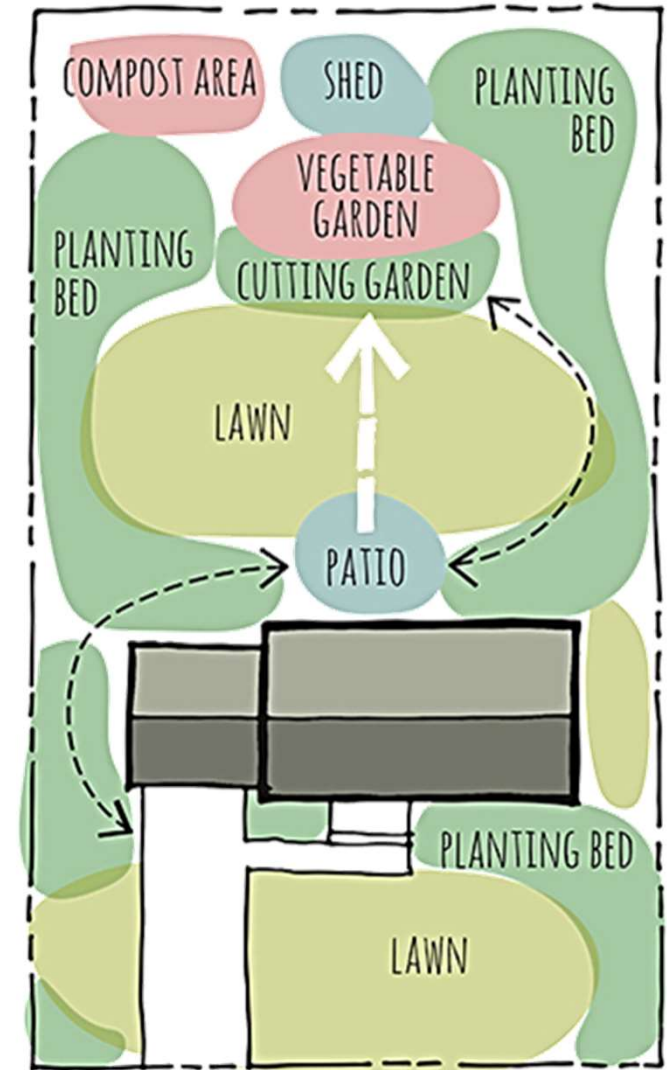 COMPOST AREA
SHED
PLANTING
BED
VEGETABLE
GARDEN
PLANTING
BED
CUTTING GARDEN
LAWN
PATIO
PLANTING BED
LAWN